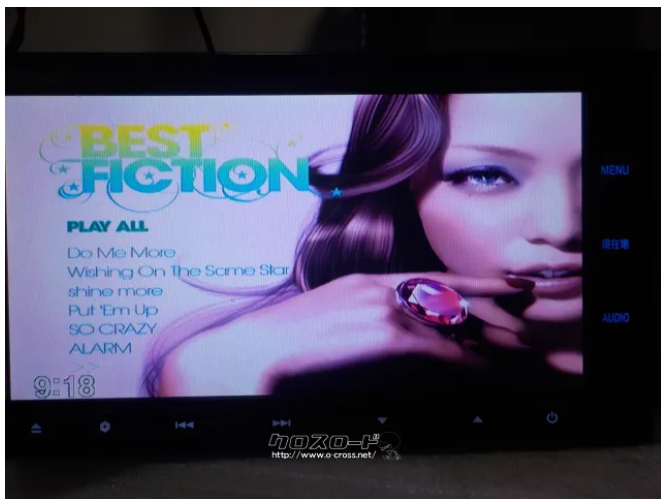 BEST
FICTION
PLAY ALL
Do Me More
Wishing On The Same Star
shine more
Put 'Em Up
SO CRAZY
ALARM
>>
9:18
MENU
現在地
AUDIO
クロスロード
http://www.o-cross.net/